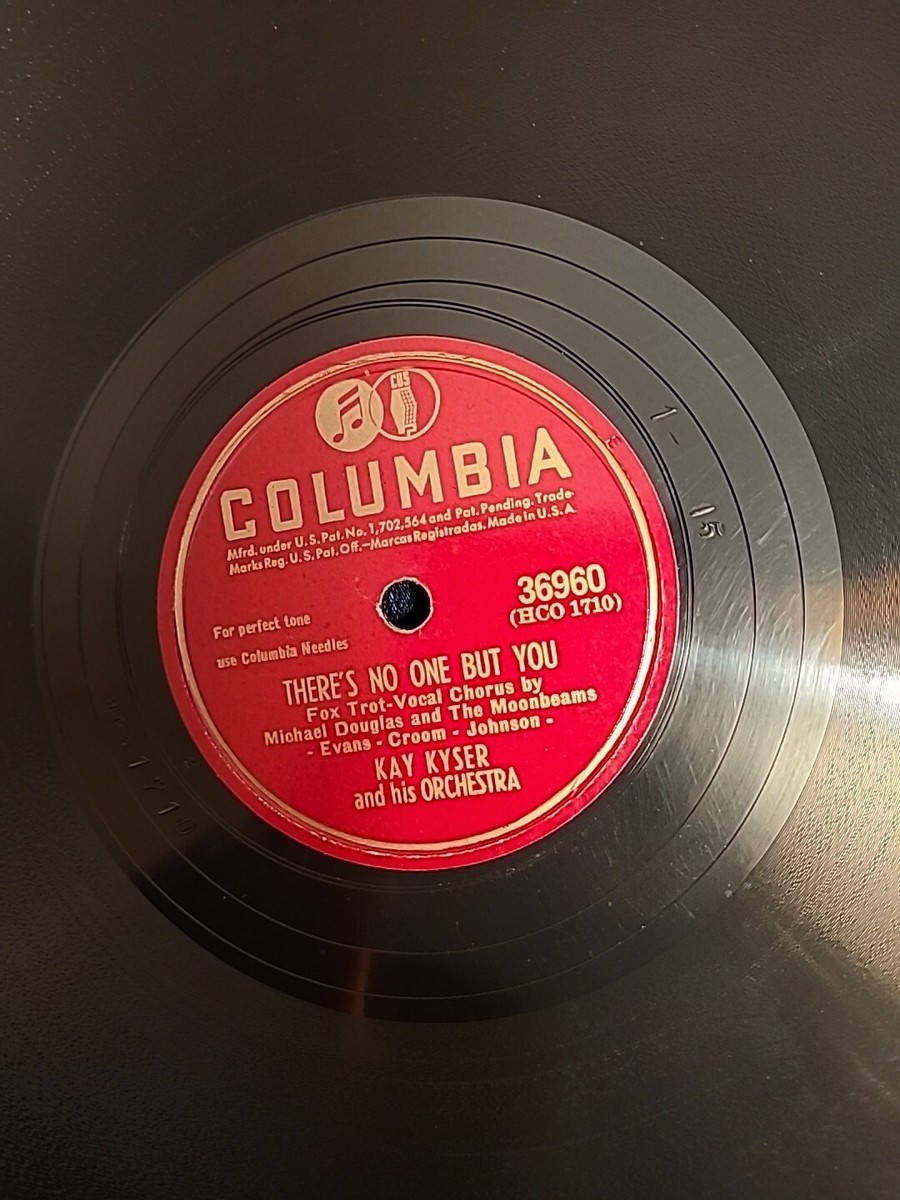 CBS
COLUMBIA
Mfrd. under U.S. Pat. No. 1,702,564 and Pat. Pending. Trade-
Marks Reg. U.S. Pat. Off.—Marcas Registradas. Made in U.S.A.
36960
(HCO 1710)
For perfect tone
use Columbia Needles
THERE'S NO ONE BUT YOU
Fox Trot-Vocal Chorus by
Michael Douglas and The Moonbeams
- Evans - Croom - Johnson -
KAY KYSER
and his ORCHESTRA
1-
15
1710